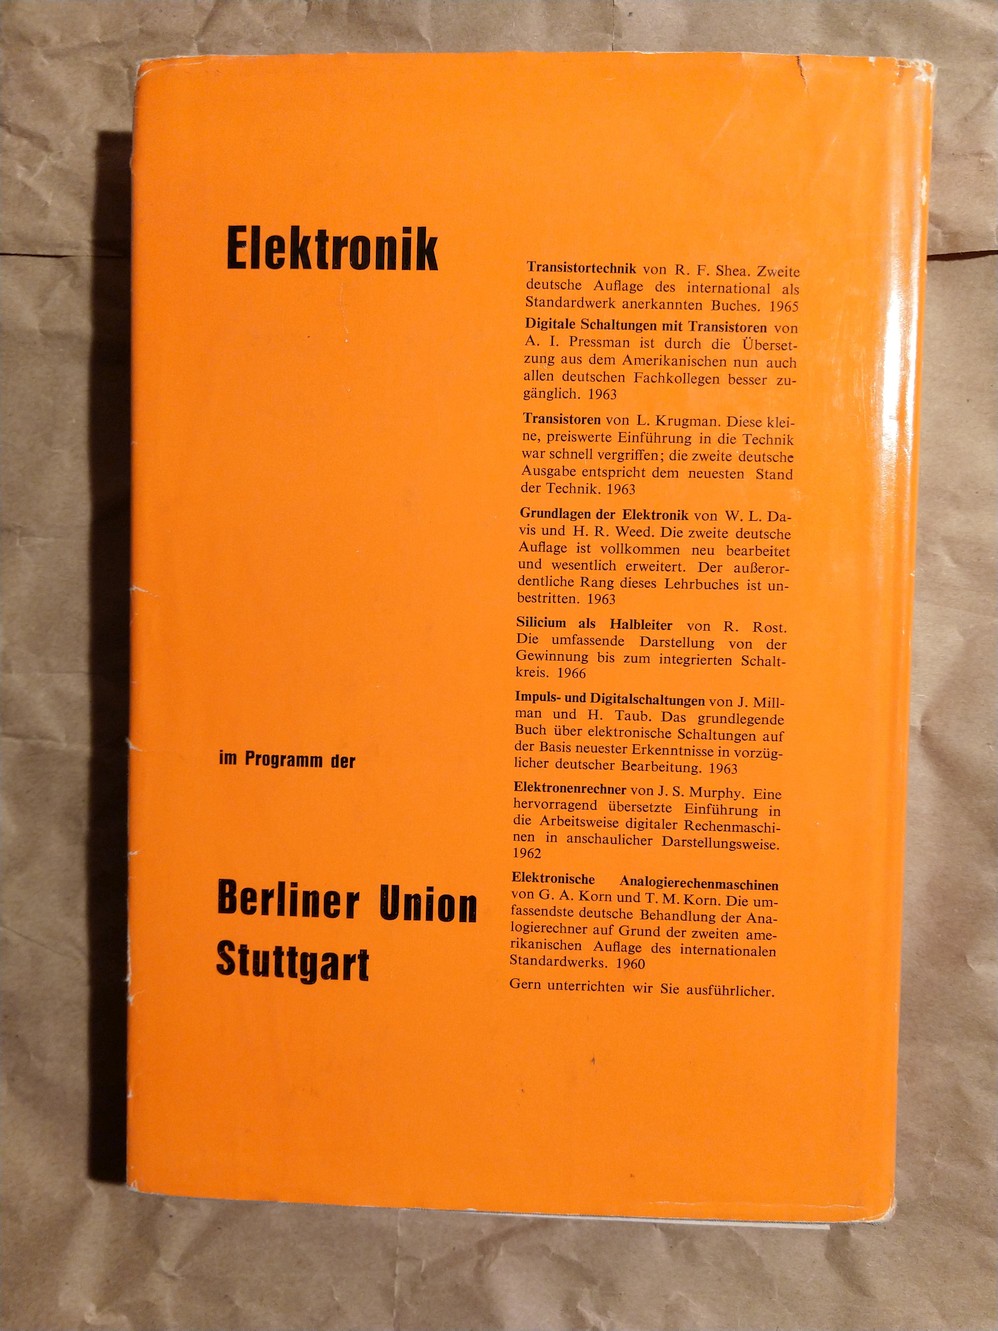 Elektronik
im Programm der
Berliner Union
Stuttgart
Transistortechnik von R. F. Shea. Zweite
deutsche Auflage des international als
Standardwerk anerkannten Buches. 1965
Digitale Schaltungen mit Transistoren von
A. I. Pressman ist durch die Überset-
zung aus dem Amerikanischen nun auch
allen deutschen Fachkollegen besser zu-
gänglich. 1963
Transistoren von L. Krugman. Diese klei-
ne, preiswerte Einführung in die Technik
war schnell vergriffen; die zweite deutsche
Ausgabe entspricht dem neuesten Stand
der Technik. 1963
Grundlagen der Elektronik von W. L. Da-
vis und H. R. Weed. Die zweite deutsche
Auflage ist vollkommen neu bearbeitet
und wesentlich erweitert. Der außeror-
dentliche Rang dieses Lehrbuches ist un-
bestritten. 1963
Silicium als Halbleiter von R. Rost.
Die umfassende Darstellung von der
Gewinnung bis zum integrierten Schalt-
kreis. 1966
Impuls- und Digitalschaltungen von J. Mill-
man und H. Taub. Das grundlegende
Buch über elektronische Schaltungen auf
der Basis neuester Erkenntnisse in vorzüg-
licher deutscher Bearbeitung. 1963
Elektronenrechner von J. S. Murphy. Eine
hervorragend übersetzte Einführung in
die Arbeitsweise digitaler Rechenmaschi-
nen in anschaulicher Darstellungsweise.
1962
Elektronische Analogierechenmaschinen
von G. A. Korn und T. M. Korn. Die um-
fassendste deutsche Behandlung der Ana-
logierechner auf Grund der zweiten ame-
rikanischen Auflage des internationalen
Standardwerks. 1960
Gern unterrichten wir Sie ausführlicher.